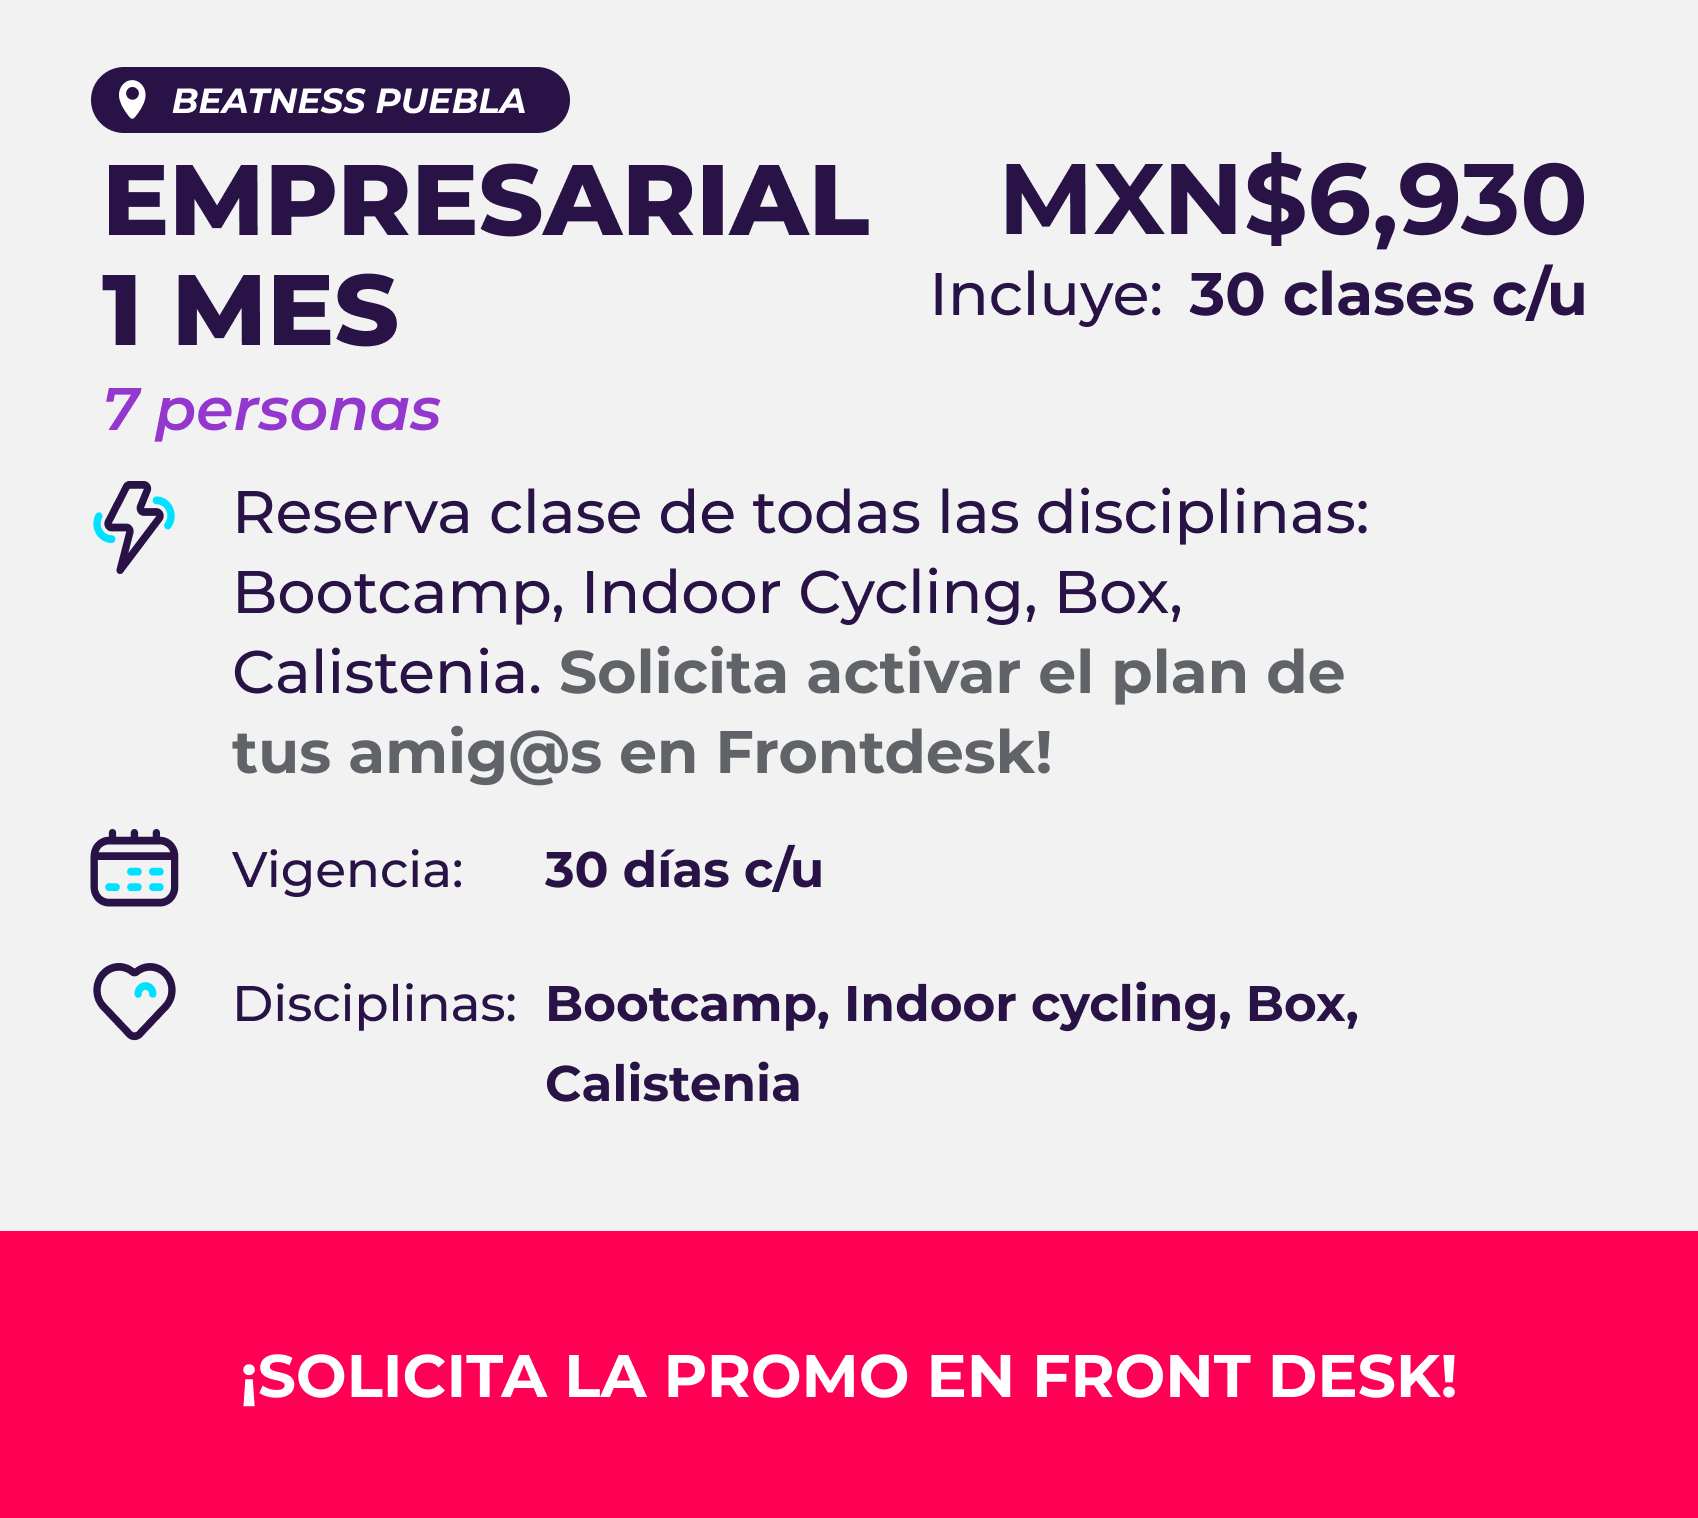 BEATNESS PUEBLA
EMPRESARIAL
1 MES
7 personas
MXN$6,930
Incluye: 30 clases c/u
Reserva clase de todas las disciplinas:
Bootcamp, Indoor Cycling, Box,
Calistenia. Solicita activar el plan de
tus amig@s en Frontdesk!
Vigencia: 30 días c/u
Disciplinas: Bootcamp, Indoor cycling, Box,
Calistenia
¡SOLICITA LA PROMO EN FRONT DESK!